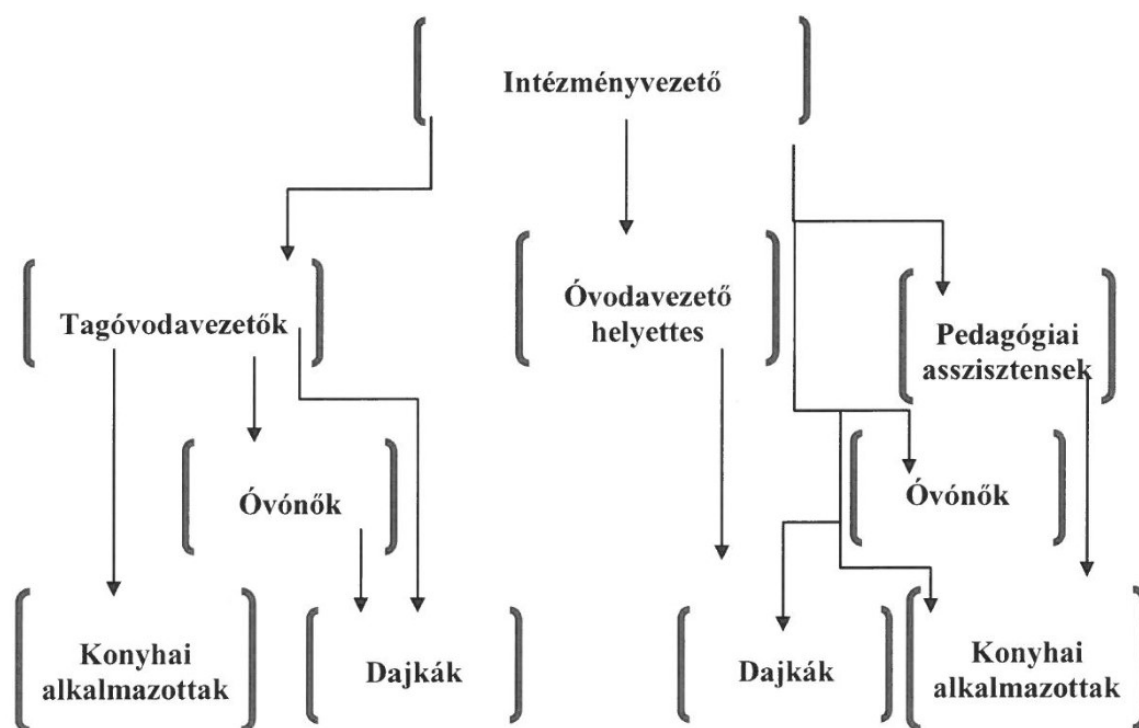 Intézményvezető
Tagóvodavezetők
Óvodavezető
helyettes
Pedagógiai
asszisztensek
Óvónők
Óvónők
Konyhai
alkalmazottak
Dajkák
Dajkák
Konyhai
alkalmazottak